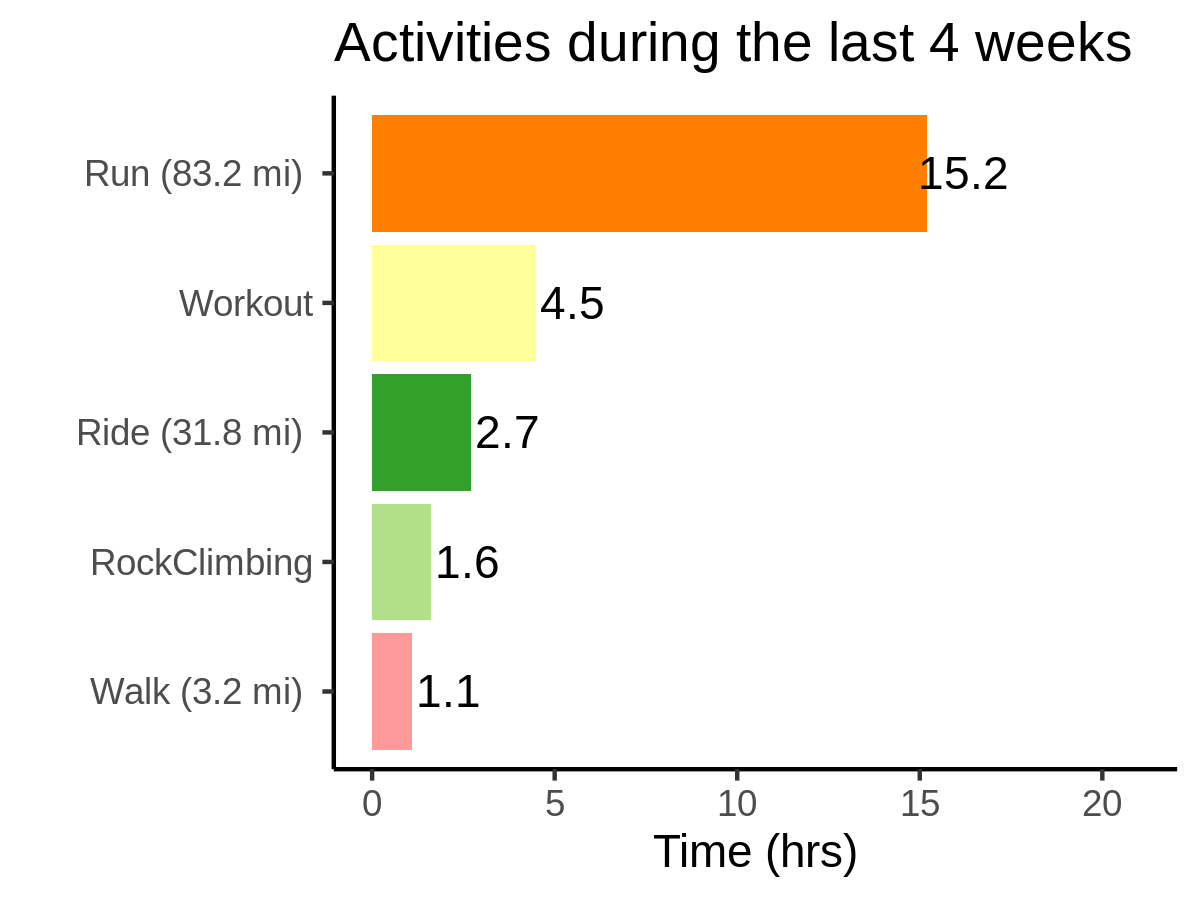 Activities during the last 4 weeks
Run (83.2 mi) 15.2
Workout 4.5
Ride (31.8 mi) 2.7
RockClimbing 1.6
Walk (3.2 mi) 1.1
0 5 10 15 20
Time (hrs)